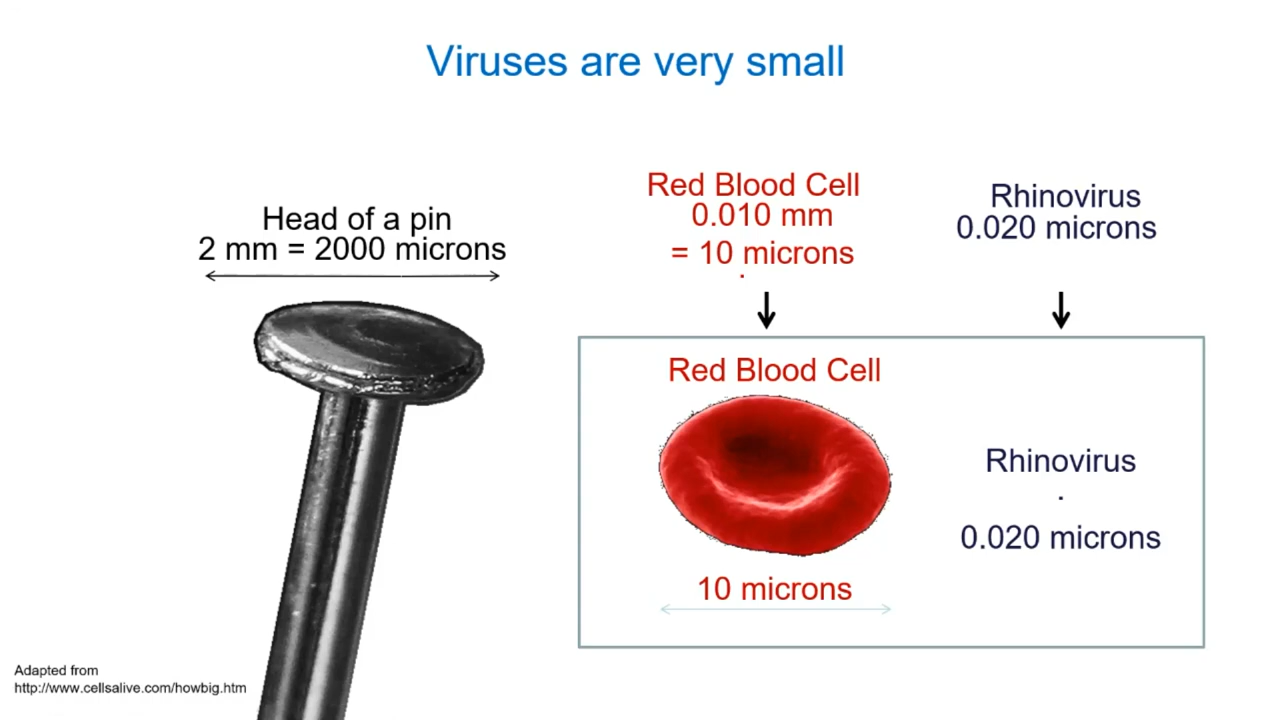 Viruses are very small
Head of a pin
2 mm = 2000 microns
Red Blood Cell
0.010 mm
= 10 microns
Rhinovirus
0.020 microns
Red Blood Cell
10 microns
Rhinovirus
.
0.020 microns
Adapted from
http://www.cellsalive.com/howbig.htm